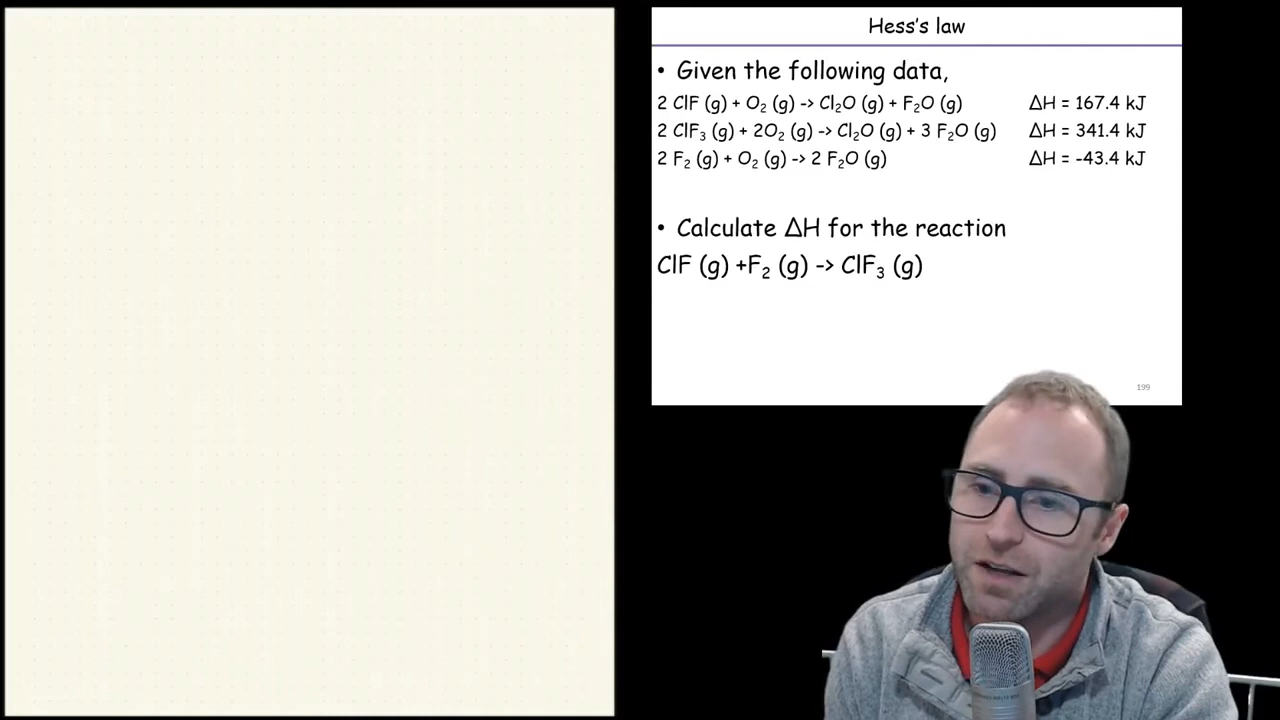 Hess's law
• Given the following data,
2 ClF (g) + O₂ (g) -> Cl₂O (g) + F₂O (g) ΔH = 167.4 kJ
2 ClF₃ (g) + 2O₂ (g) -> Cl₂O (g) + 3 F₂O (g) ΔH = 341.4 kJ
2 F₂ (g) + O₂ (g) -> 2 F₂O (g) ΔH = -43.4 kJ
• Calculate ΔH for the reaction
ClF (g) +F₂ (g) -> ClF₃ (g)
199